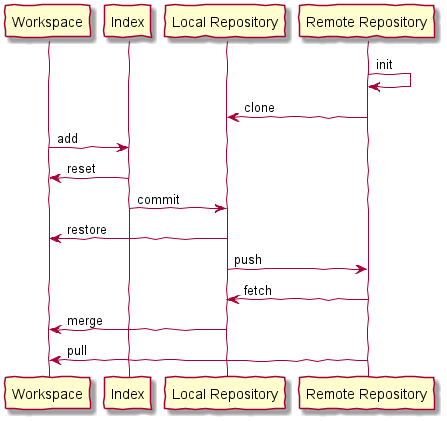 Workspace Index Local Repository Remote Repository
init
clone
add
reset
commit
restore
push
fetch
merge
pull
Workspace Index Local Repository Remote Repository